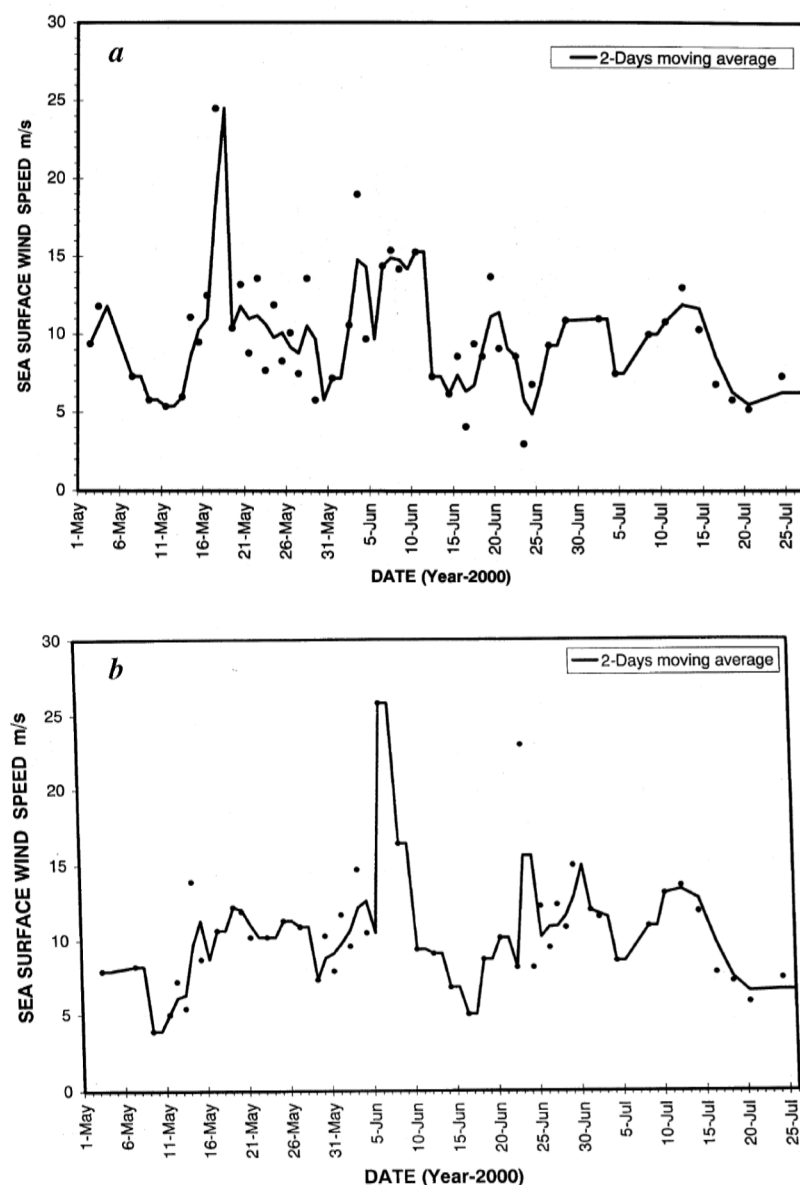 a
2-Days moving average
SEA SURFACE WIND SPEED m/s
30
25
20
15
10
5
0
1-May
6-May
11-May
16-May
21-May
26-May
31-May
5-Jun
10-Jun
15-Jun
20-Jun
25-Jun
30-Jun
5-Jul
10-Jul
15-Jul
20-Jul
25-Jul
DATE (Year-2000)
b
2-Days moving average
SEA SURFACE WIND SPEED m/s
30
25
20
15
10
5
0
1-May
6-May
11-May
16-May
21-May
26-May
31-May
5-Jun
10-Jun
15-Jun
20-Jun
25-Jun
30-Jun
5-Jul
10-Jul
15-Jul
20-Jul
25-Jul
DATE (Year-2000)